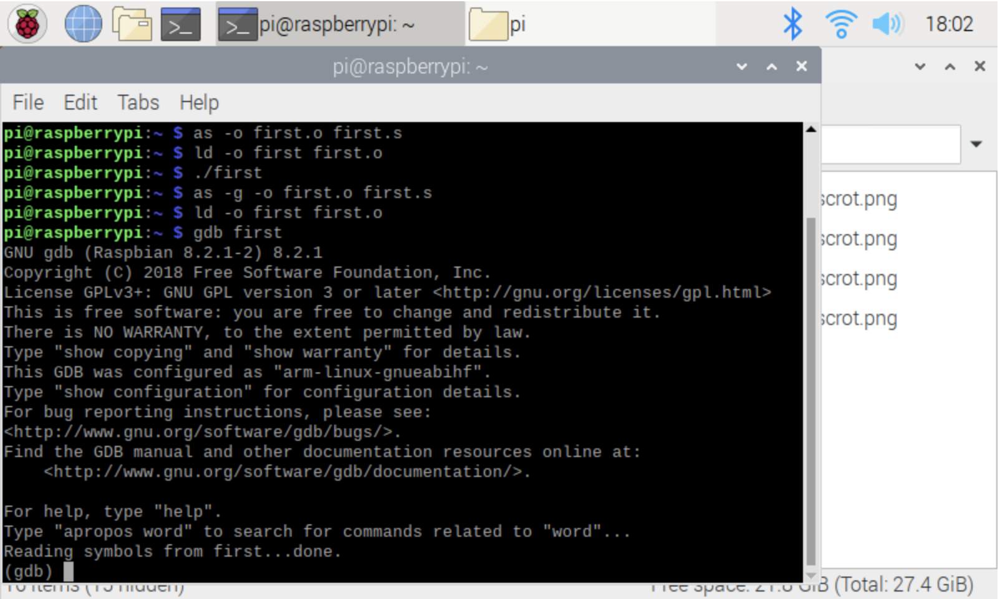 pi@raspberrypi: ~
pi
18:02
pi@raspberrypi: ~
File Edit Tabs Help
pi@raspberrypi:~ $ as -o first.o first.s
pi@raspberrypi:~ $ ld -o first first.o
pi@raspberrypi:~ $ ./first
pi@raspberrypi:~ $ as -g -o first.o first.s
pi@raspberrypi:~ $ ld -o first first.o
pi@raspberrypi:~ $ gdb first
GNU gdb (Raspbian 8.2.1-2) 8.2.1
Copyright (C) 2018 Free Software Foundation, Inc.
License GPLv3+: GNU GPL version 3 or later <http://gnu.org/licenses/gpl.html>
This is free software: you are free to change and redistribute it.
There is NO WARRANTY, to the extent permitted by law.
Type "show copying" and "show warranty" for details.
This GDB was configured as "arm-linux-gnueabihf".
Type "show configuration" for configuration details.
For bug reporting instructions, please see:
<http://www.gnu.org/software/gdb/bugs/>.
Find the GDB manual and other documentation resources online at:
    <http://www.gnu.org/software/gdb/documentation/>.

For help, type "help".
Type "apropos word" to search for commands related to "word"...
Reading symbols from first...done.
(gdb)
scrot.png
scrot.png
scrot.png
scrot.png
items hidden)
Free space: GiB (Total: 27.4 GiB)